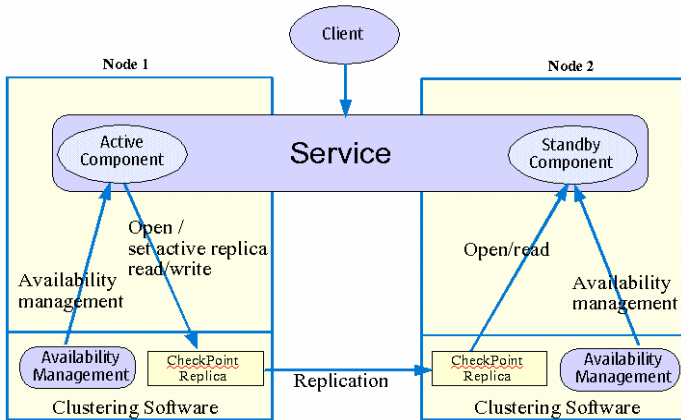 Client
Node 1
Node 2
Active
Component
Service
Standby
Component
Open /
set active replica
read/write
Open/read
Availability
management
Availability
management
Availability
Management
CheckPoint
Replica
Replication
CheckPoint
Replica
Availability
Management
Clustering Software
Clustering Software